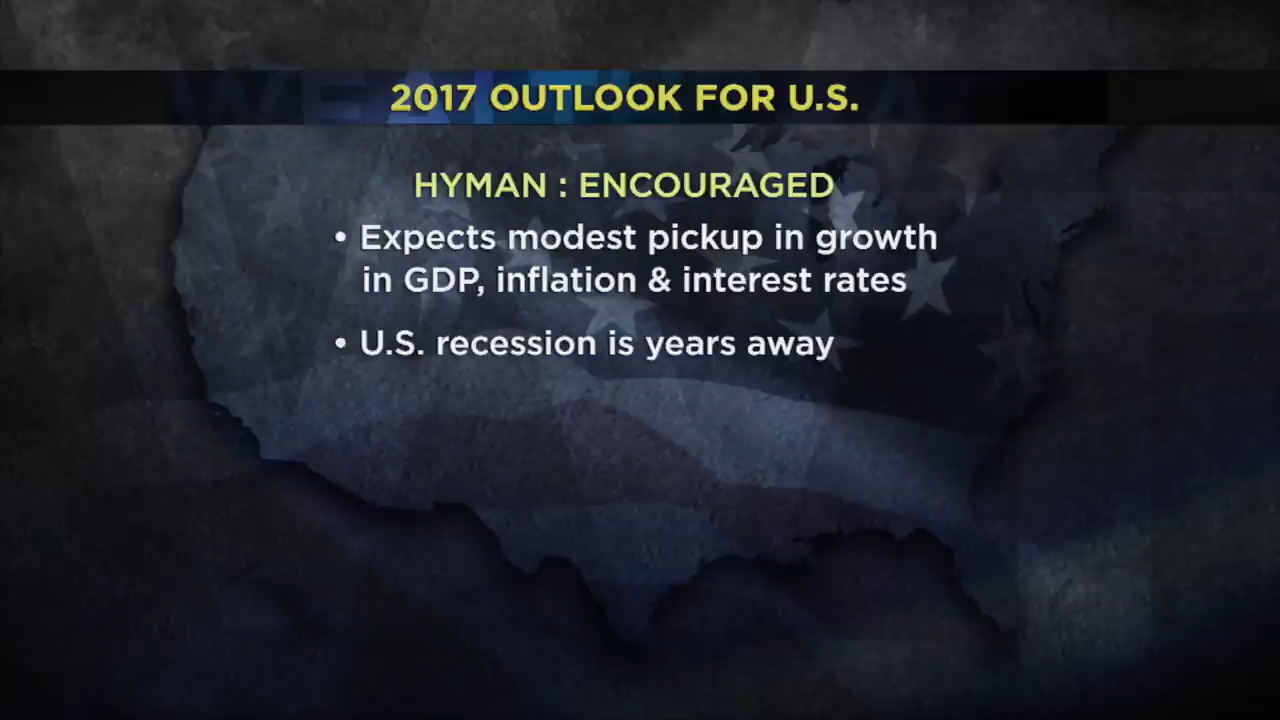 2017 OUTLOOK FOR U.S.
HYMAN : ENCOURAGED
• Expects modest pickup in growth
in GDP, inflation & interest rates
• U.S. recession is years away